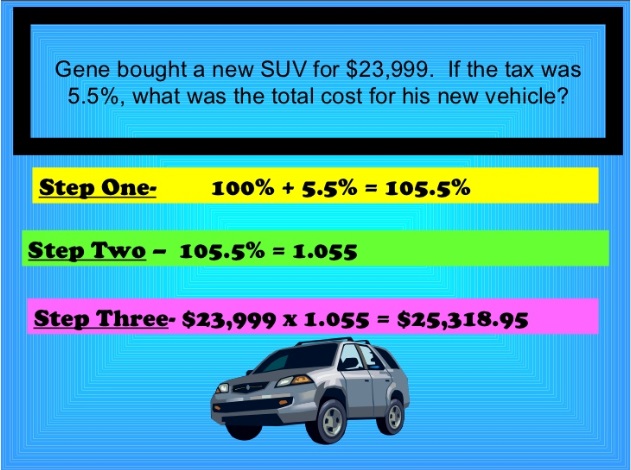 Gene bought a new SUV for $23,999.  If the tax was
5.5%, what was the total cost for his new vehicle?
Step One-  100% + 5.5% = 105.5%
Step Two – 105.5% = 1.055
Step Three- $23,999 x 1.055 = $25,318.95